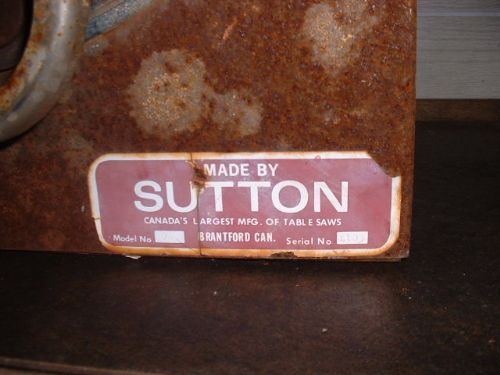 MADE BY
SUTTON
CANADA'S LARGEST MFG. OF TABLE SAWS
Model No BRANTFORD CAN. Serial No